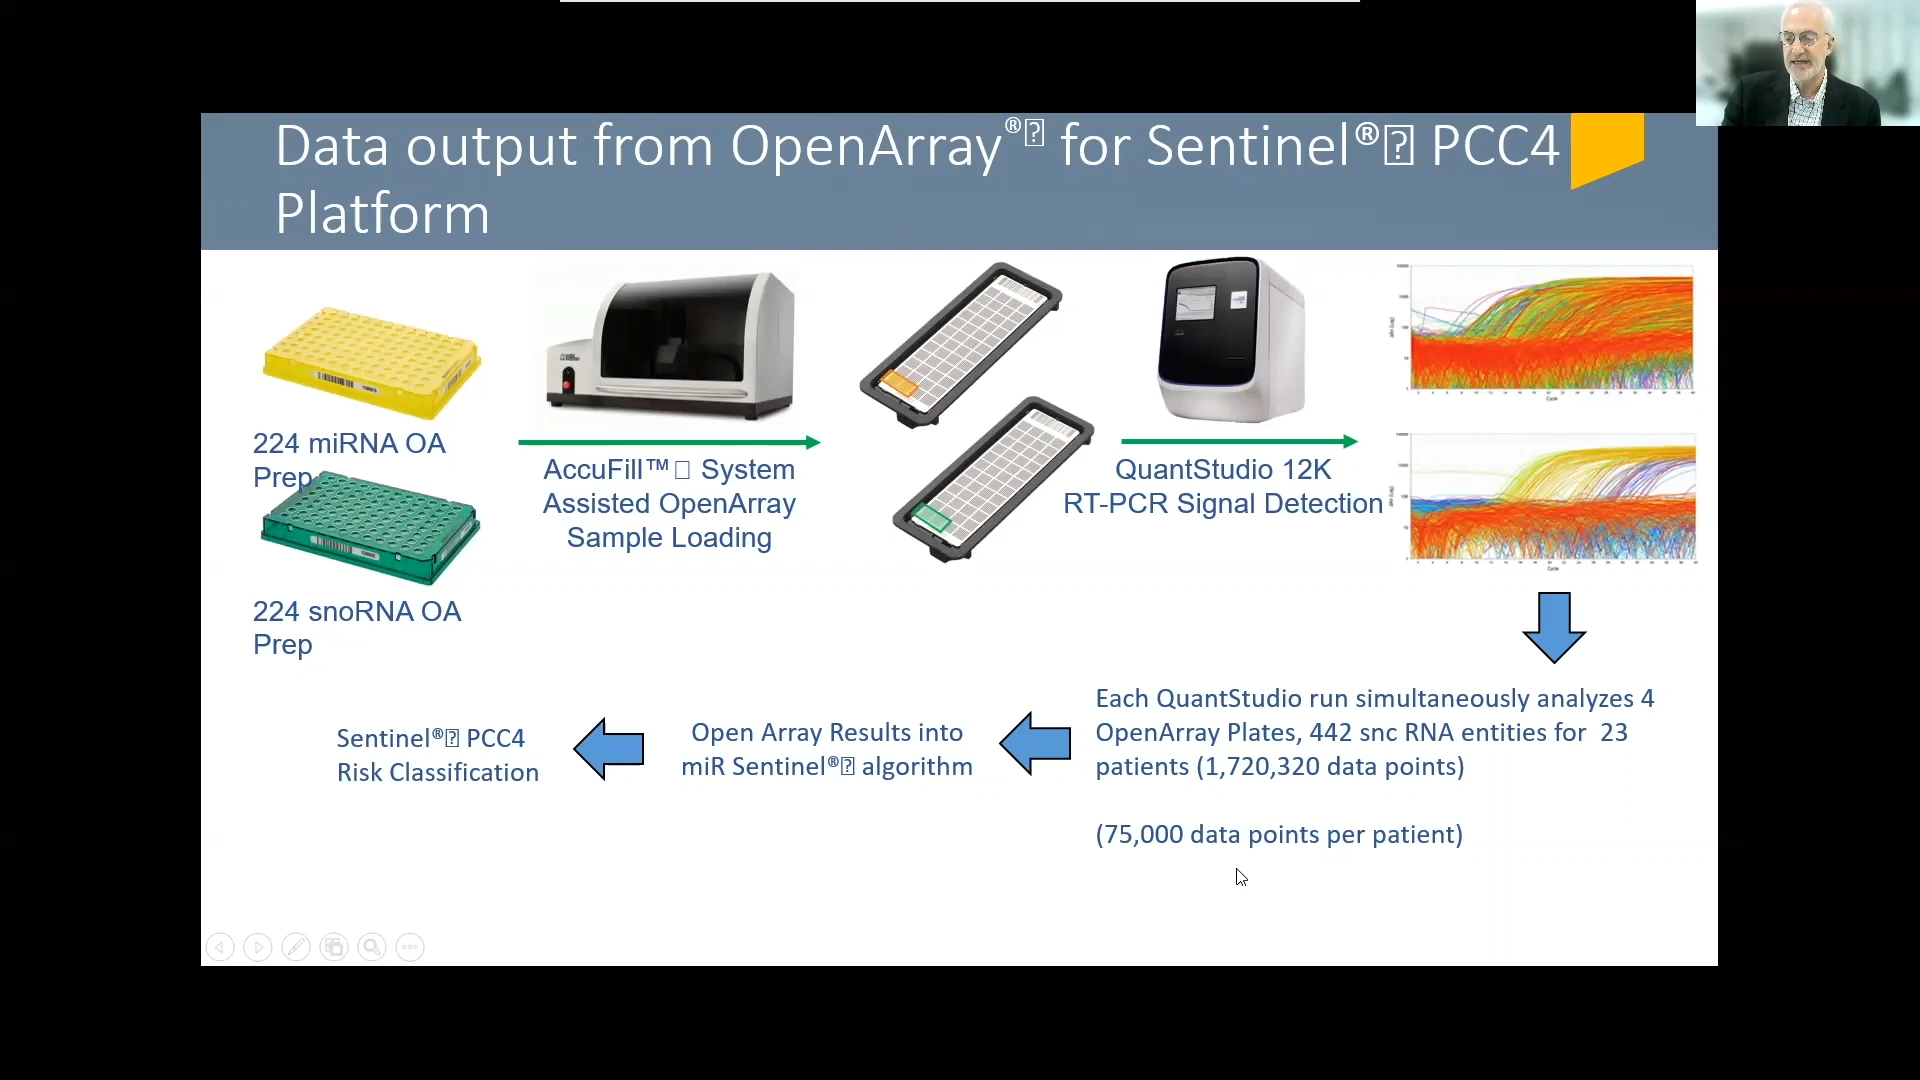 Data output from OpenArray®⍰ for Sentinel®⍰ PCC4
Platform
224 miRNA OA
Prep
AccuFill™□ System
Assisted OpenArray
Sample Loading
QuantStudio 12K
RT-PCR Signal Detection
224 snoRNA OA
Prep
Each QuantStudio run simultaneously analyzes 4
OpenArray Plates, 442 snc RNA entities for 23
patients (1,720,320 data points)
(75,000 data points per patient)
Open Array Results into
miR Sentinel®⍰ algorithm
Sentinel®⍰ PCC4
Risk Classification
Cycle
Cycle